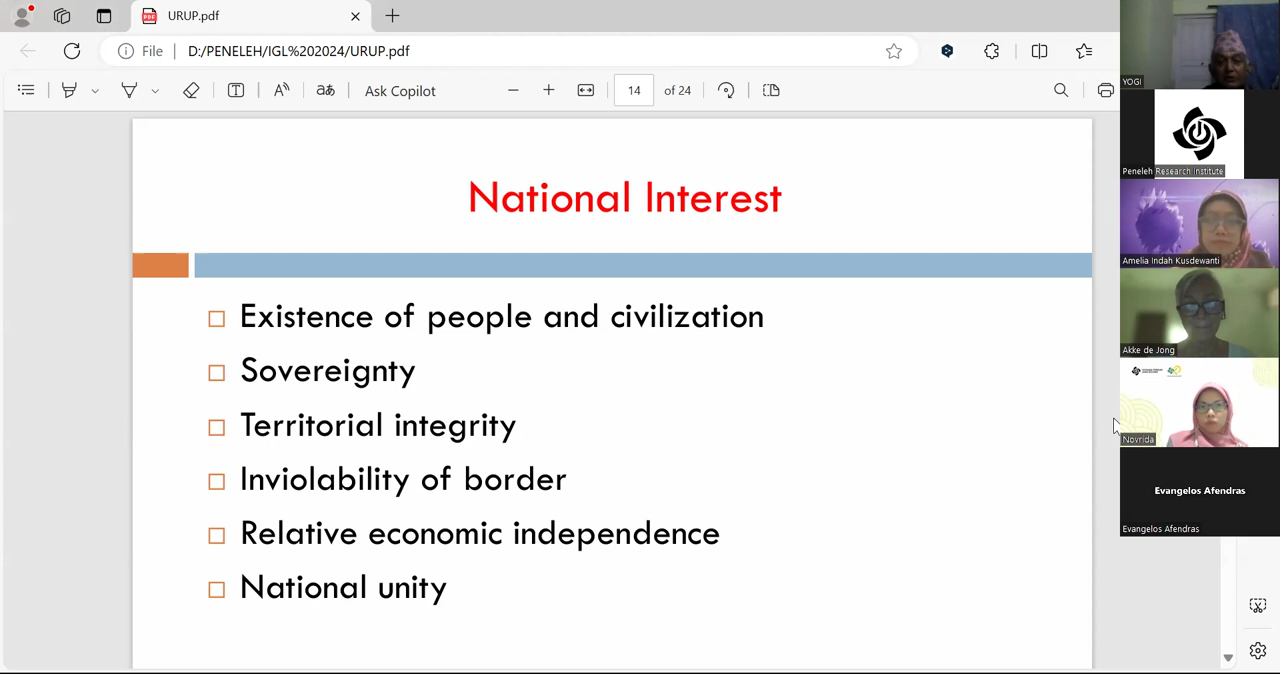 URUP.pdf
File
D:/PENELEH/IGL%202024/URUP.pdf
Ask Copilot
14 of 24
National Interest
Existence of people and civilization
Sovereignty
Territorial integrity
Inviolability of border
Relative economic independence
National unity
YOGI
Peneleh Research Institute
Amelia Indah Kusdewanti
Akke de Jong
Novrida
Evangelos Afendras
Evangelos Afendras